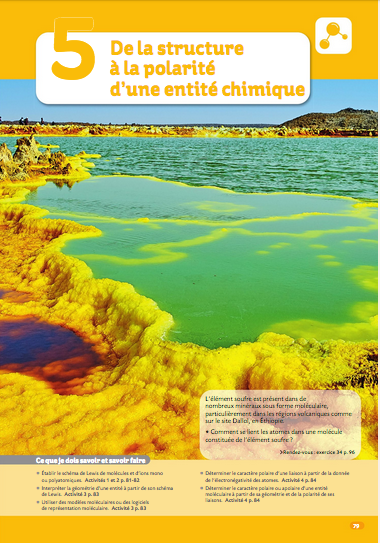 5
De la structure
à la polarité
d'une entité chimique
L'élément soufre est présent dans de
nombreux minéraux sous forme moléculaire,
particulièrement dans les régions volcaniques comme
sur le site Dallol, en Éthiopie.
• Comment se lient les atomes dans une molécule
constituée de l'élément soufre ?
Rendez-vous : exercice 34 p. 96
Ce que je dois savoir et savoir faire
Établir le schéma de Lewis de molécules et d'ions mono
ou polyatomiques. Activités 1 et 2 p. 81-82
Interpréter la géométrie d'une entité à partir de son schéma
de Lewis. Activité 3 p. 83
Utiliser des modèles moléculaires ou des logiciels
de représentation moléculaire. Activité 3 p. 83
Déterminer le caractère polaire d'une liaison à partir de la donnée
de l'électronégativité des atomes. Activité 4 p. 84
Déterminer le caractère polaire ou apolaire d'une entité
moléculaire à partir de sa géométrie et de la polarité de ses
liaisons. Activité 4 p. 84
79